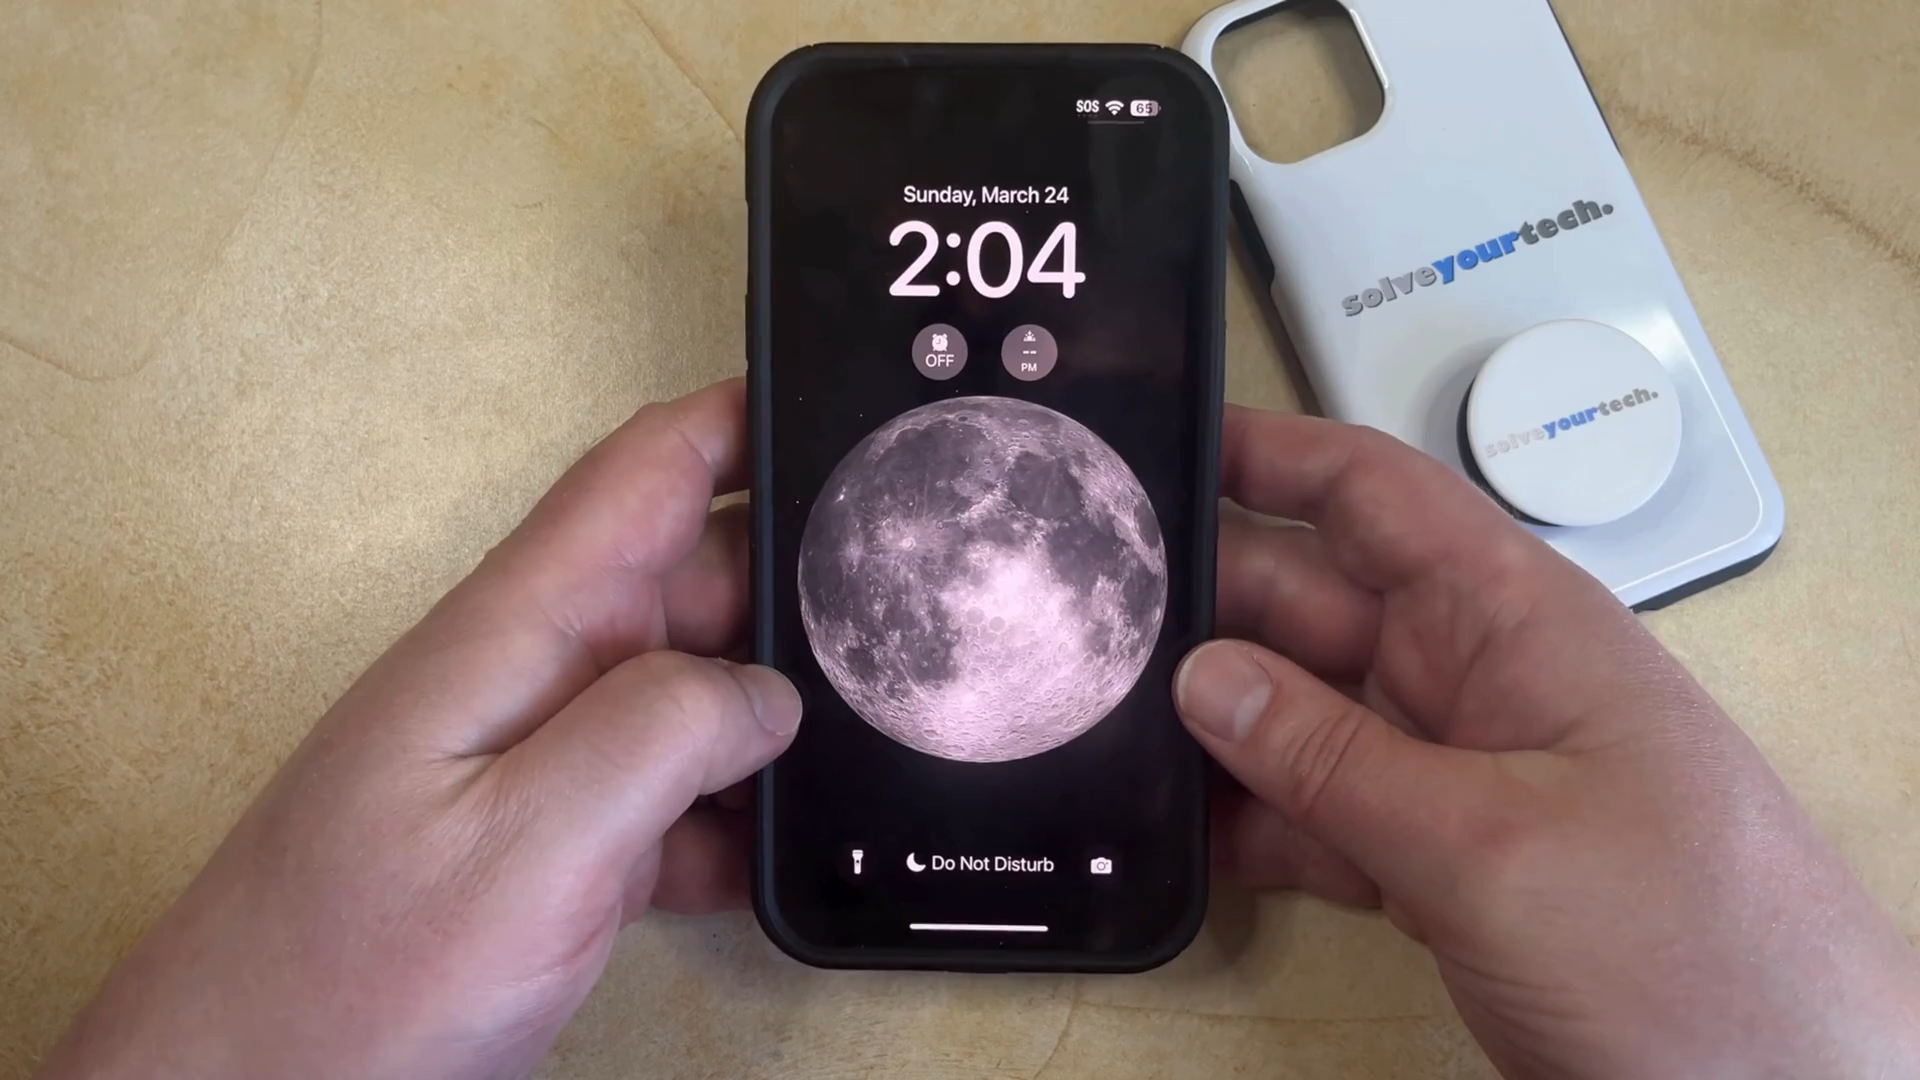 SOS 65
Sunday, March 24
2:04
OFF
--
PM
Do Not Disturb
solveyourtech.
solveyourtech.